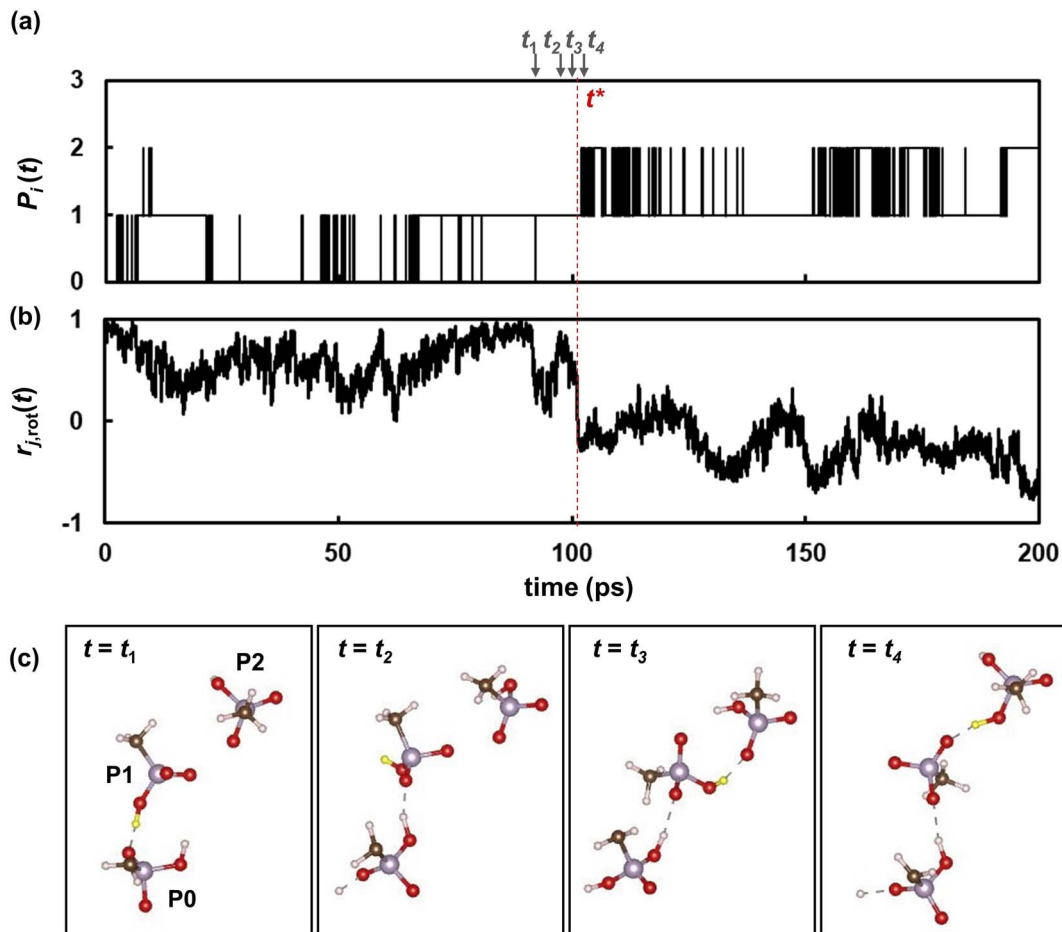 (a)
t1 t2 t3 t4
t*
3
2
1
0
Pi (t)
(b)
1
0
-1
rj,rot(t)
0 50 100 150 200
time (ps)
(c)
t = t1
P2
P1
P0
t = t2
t = t3
t = t4